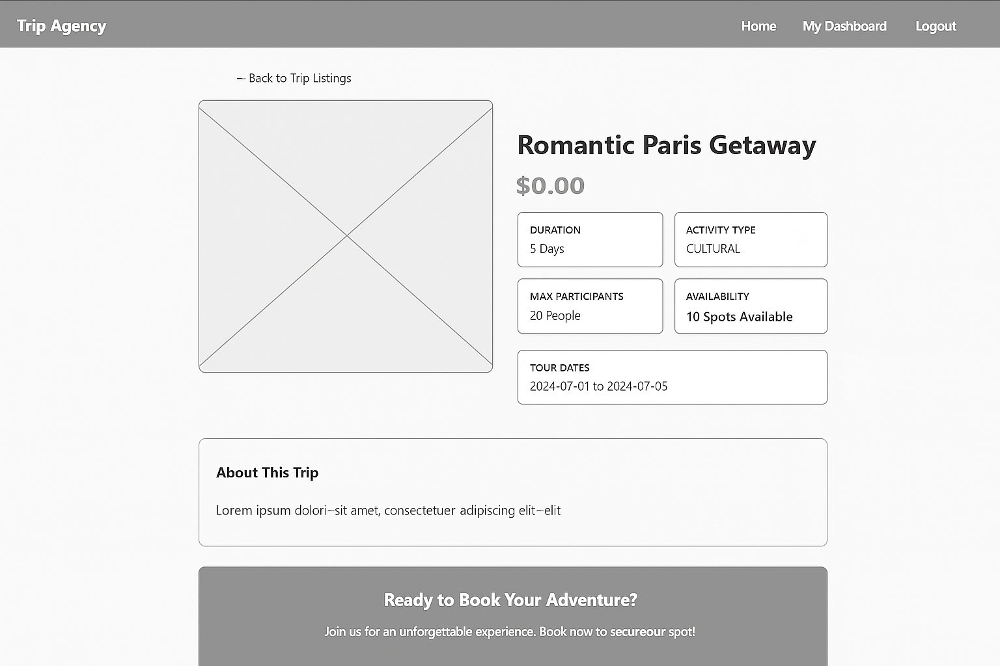 Trip Agency
Home
My Dashboard
Logout
– Back to Trip Listings
Romantic Paris Getaway
$0.00
DURATION
5 Days
ACTIVITY TYPE
CULTURAL
MAX PARTICIPANTS
20 People
AVAILABILITY
10 Spots Available
TOUR DATES
2024-07-01 to 2024-07-05
About This Trip
Lorem ipsum dolori~sit amet, consectetuer adipiscing elit~elit
Ready to Book Your Adventure?
Join us for an unforgettable experience. Book now to secureour spot!